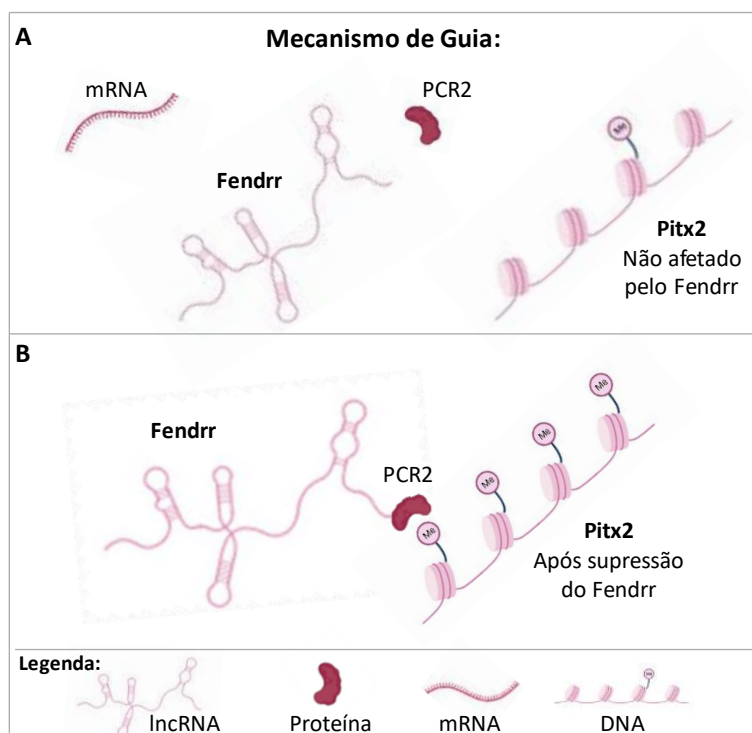 A
Mecanismo de Guia:
mRNA
PCR2
Fendrr
Me
Pitx2
Não afetado
pelo Fendrr
B
Fendrr
PCR2
Me
Me
Me
Me
Pitx2
Após supressão
do Fendrr
Legenda:
lncRNA
Proteína
mRNA
Me
DNA